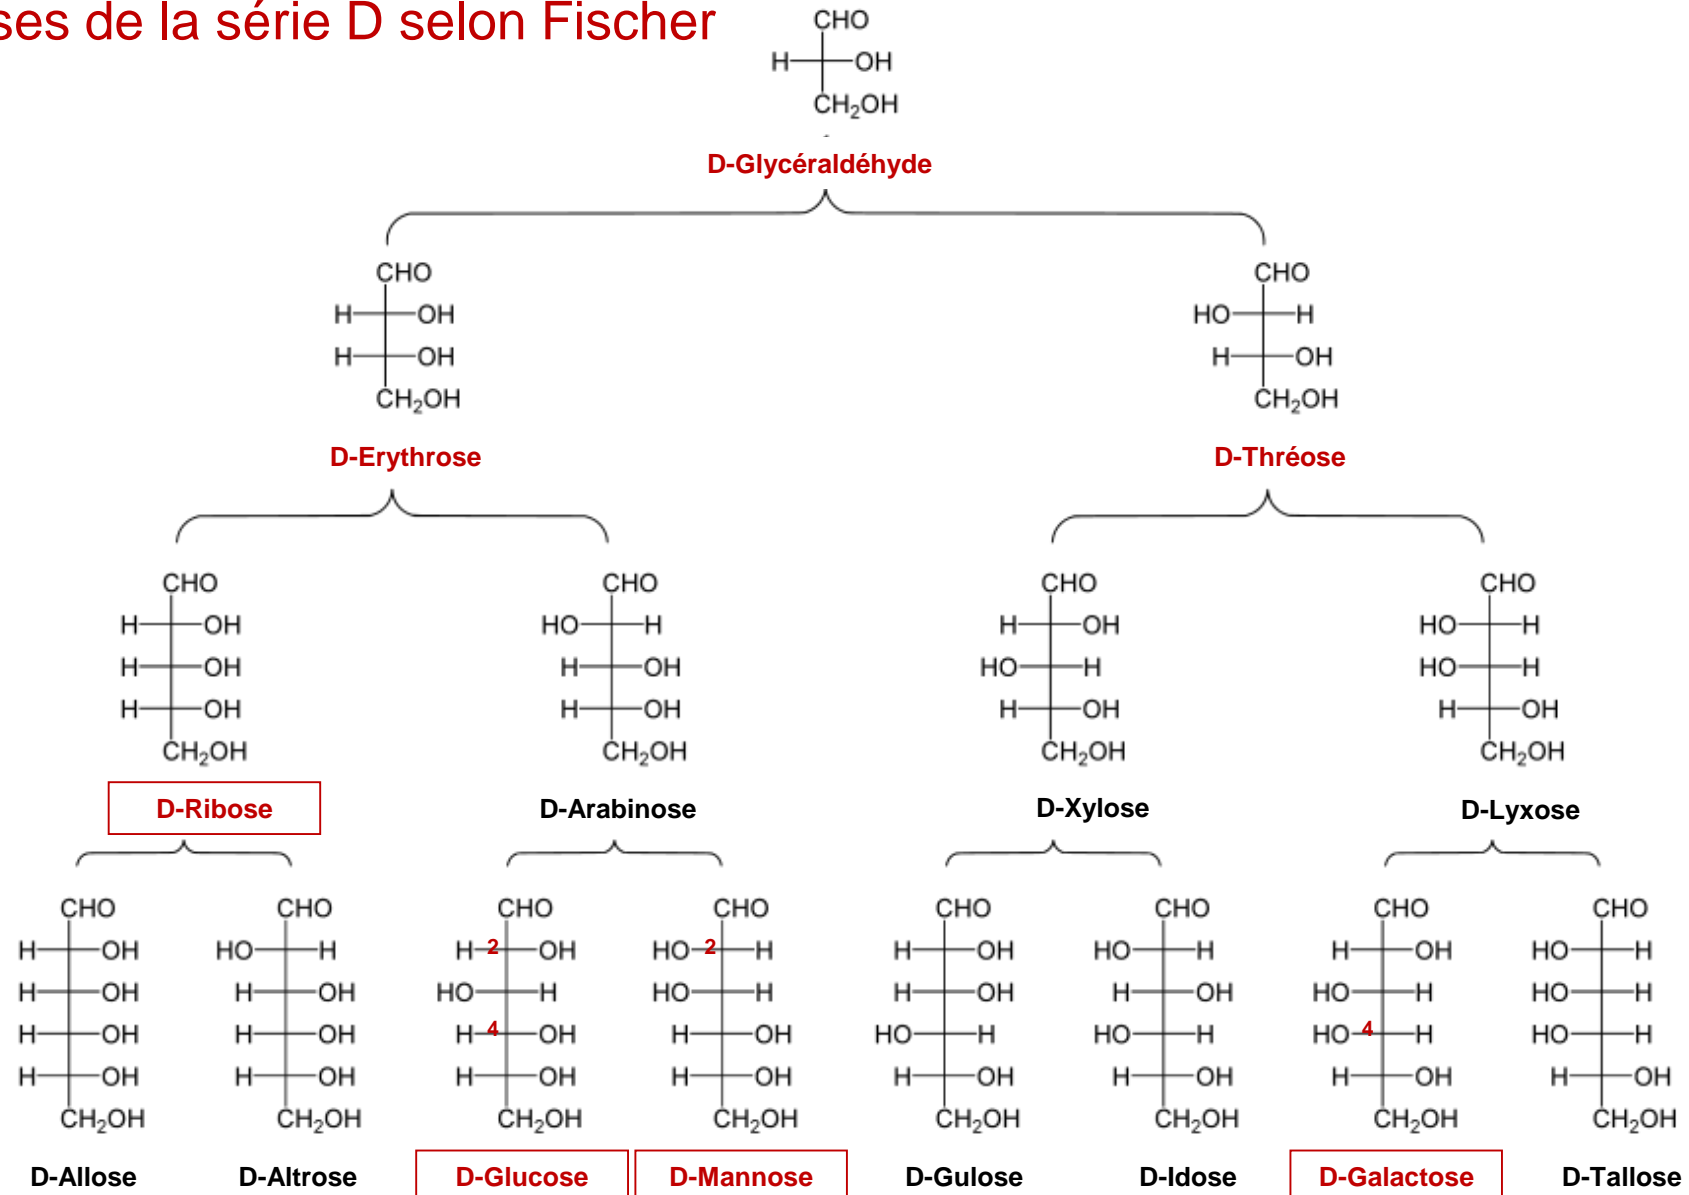 ses de la série D selon Fischer
CHO
H OH
CH₂OH
D-Glycéraldéhyde
CHO CHO
H OH HO H
H OH H OH
CH₂OH CH₂OH
D-Erythrose D-Thréose
CHO CHO CHO CHO
H OH HO H H OH HO H
H OH H OH HO H HO H
H OH H OH H OH H OH
CH₂OH CH₂OH CH₂OH CH₂OH
D-Ribose D-Arabinose D-Xylose D-Lyxose
CHO CHO CHO CHO CHO CHO CHO CHO
H OH HO H H 2 OH HO 2 H H OH HO H H OH HO H
H OH H OH HO H HO H H OH H OH HO H HO H
H OH H OH H 4 OH H OH HO H HO H HO 4 H HO H
H OH H OH H OH H OH H OH H OH H OH H OH
CH₂OH CH₂OH CH₂OH CH₂OH CH₂OH CH₂OH CH₂OH CH₂OH
D-Allose D-Altrose D-Glucose D-Mannose D-Gulose D-Idose D-Galactose D-Tallose